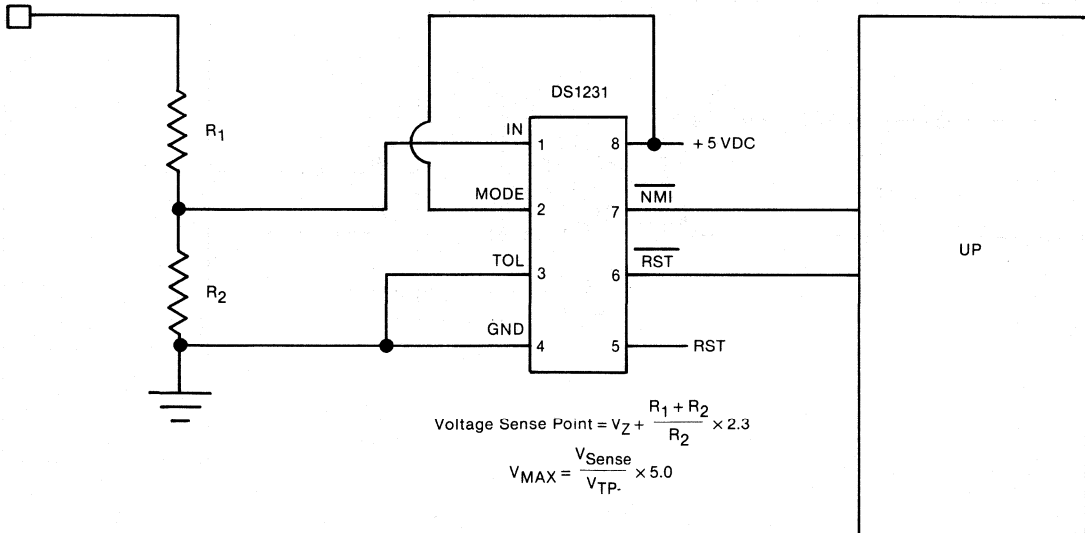 DS1231
R1
R2
IN
MODE
TOL
GND
1
2
3
4
8
7
6
5
+ 5 VDC
NMI
RST
RST
UP
Voltage Sense Point = VZ + R1 + R2 / R2 × 2.3
VMAX = VSense / VTP- × 5.0